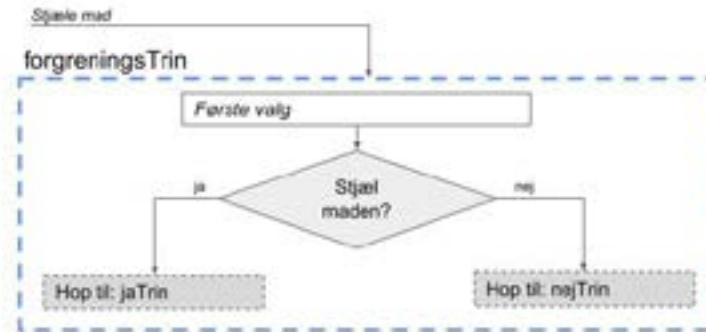 Stjæle mad
forgreningsTrin
Første valg
Stjæl
maden?
ja
nej
Hop til: jaTrin
Hop til: nejTrin